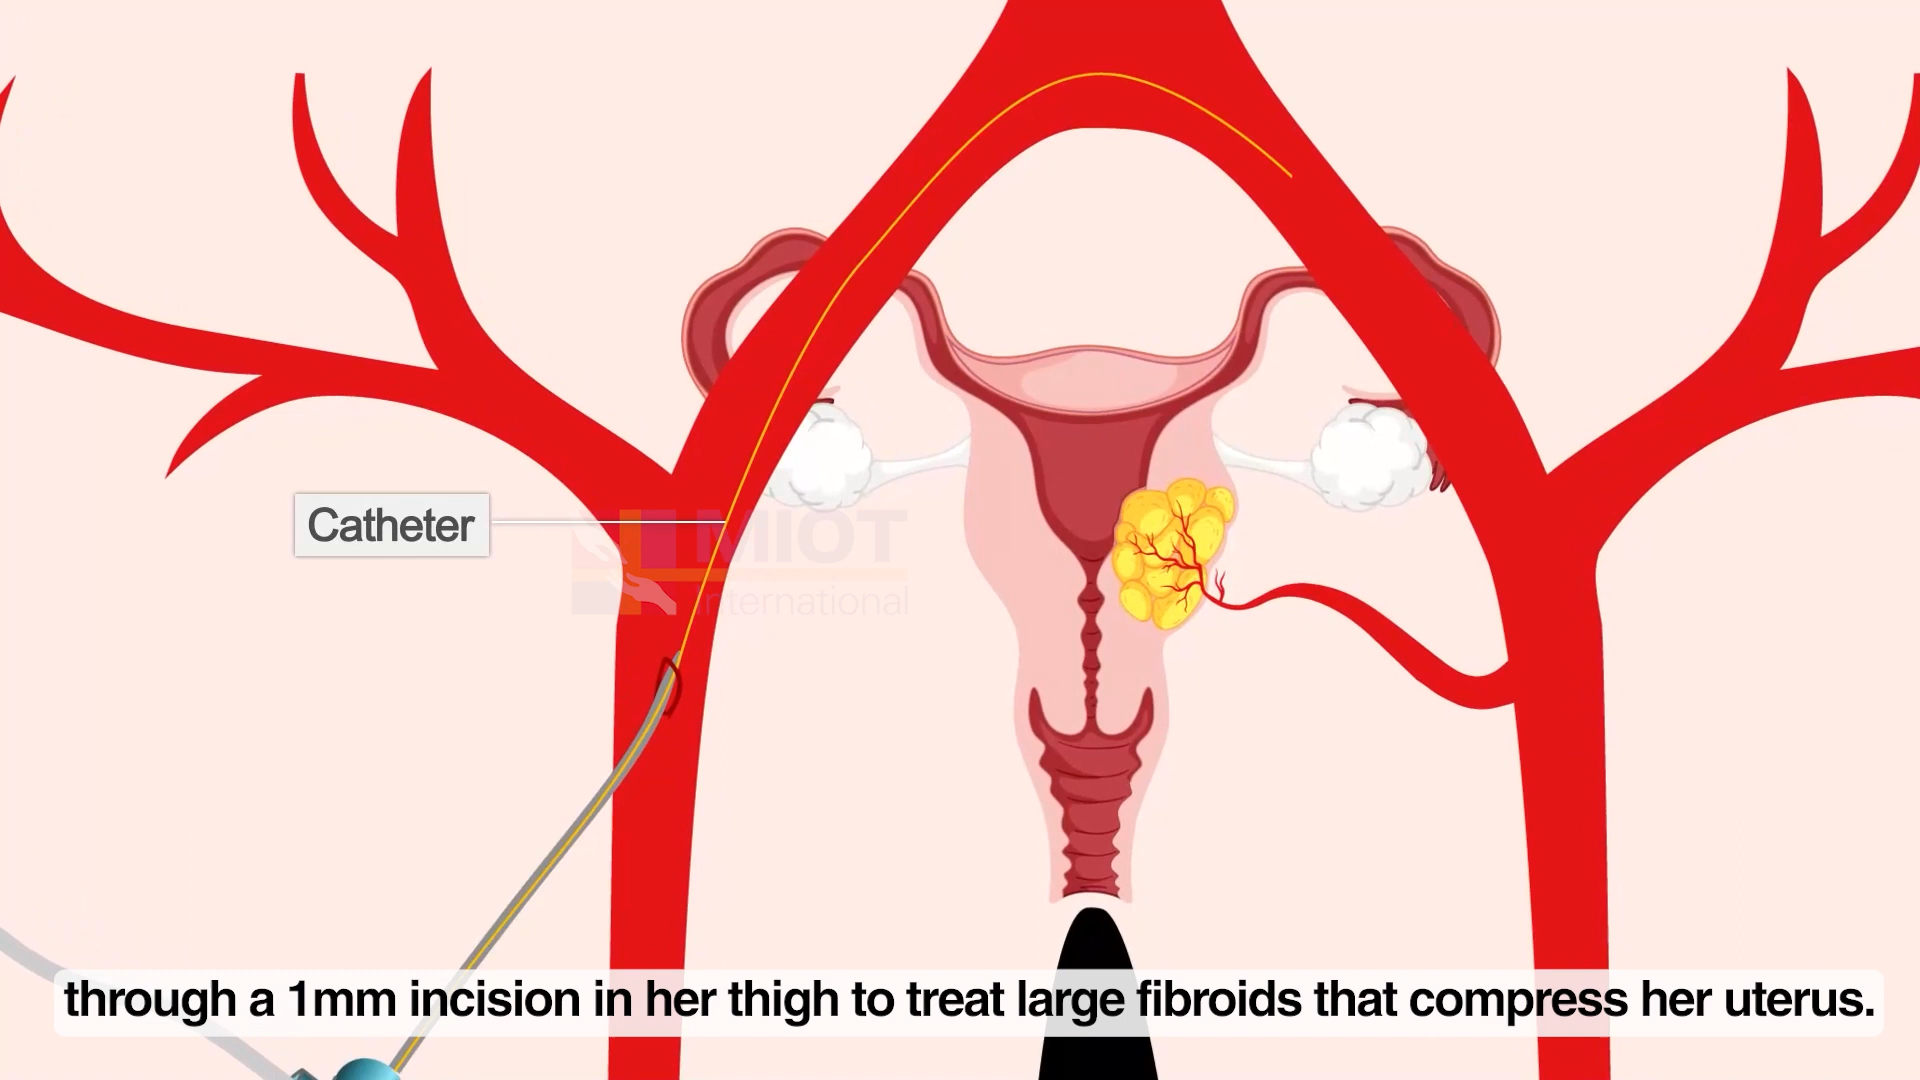 Catheter
MIOT
International
through a 1mm incision in her thigh to treat large fibroids that compress her uterus.